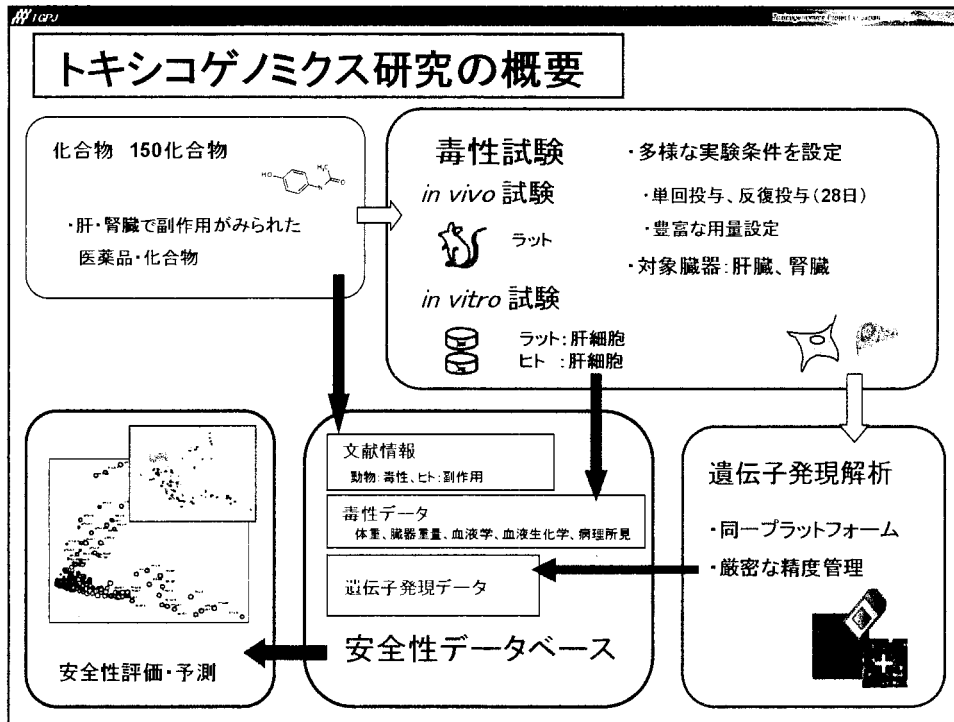 TGPJ
トキシコゲノミクス研究の概要
化合物 150化合物
HO
H₃C
O
・肝・腎臓で副作用がみられた
医薬品・化合物
毒性試験
in vivo 試験
ラット
in vitro 試験
ラット:肝細胞
ヒト :肝細胞
・多様な実験条件を設定
・単回投与、反復投与(28日)
・豊富な用量設定
・対象臓器:肝臓、腎臓
文献情報
動物:毒性、ヒト:副作用
毒性データ
体重、臓器重量、血液学、血液生化学、病理所見
遺伝子発現データ
安全性データベース
遺伝子発現解析
・同一プラットフォーム
・厳密な精度管理
安全性評価・予測